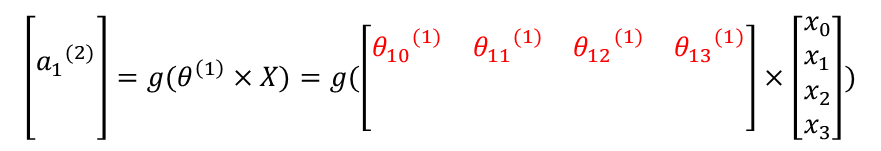 [a₁⁽²⁾] = g(θ⁽¹⁾ × X) = g([θ₁₀⁽¹⁾ θ₁₁⁽¹⁾ θ₁₂⁽¹⁾ θ₁₃⁽¹⁾] × [x₀ x₁ x₂ x₃])